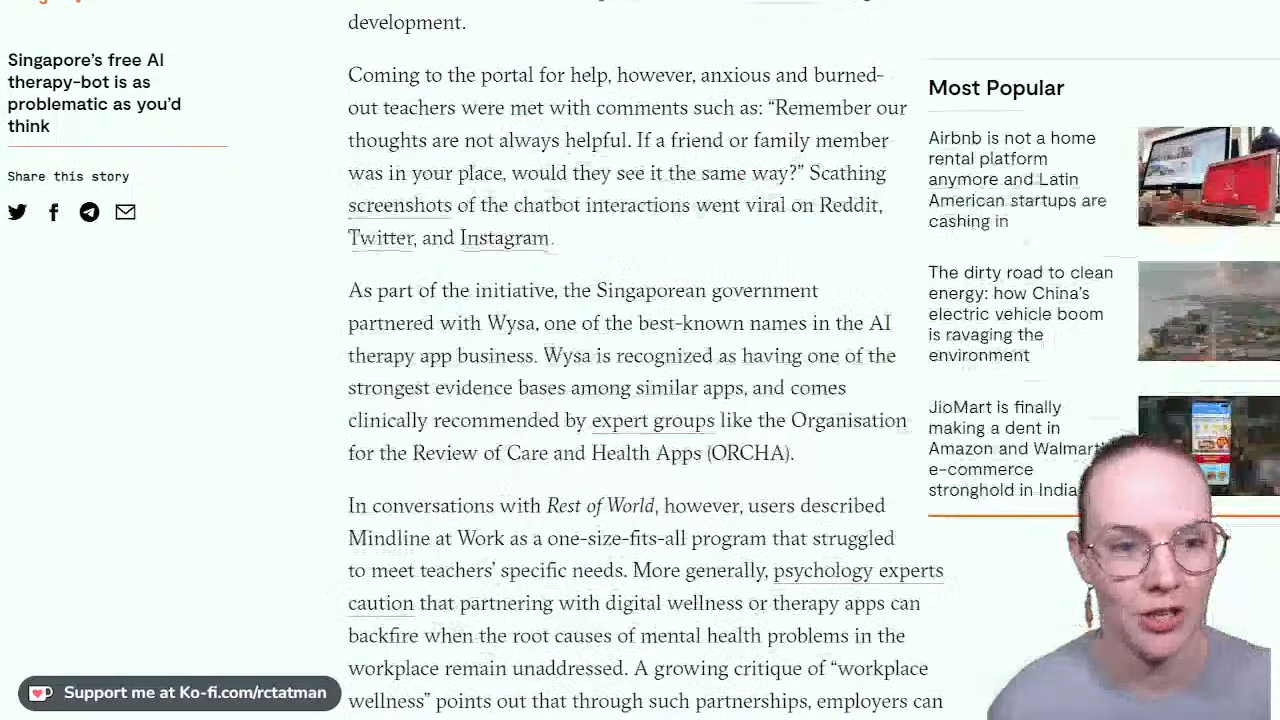 Singapore’s free AI
therapy-bot is as
problematic as you’d
think
Share this story
development.
Coming to the portal for help, however, anxious and burned-
out teachers were met with comments such as: “Remember our
thoughts are not always helpful. If a friend or family member
was in your place, would they see it the same way?” Scathing
screenshots of the chatbot interactions went viral on Reddit,
Twitter, and Instagram.
As part of the initiative, the Singaporean government
partnered with Wysa, one of the best-known names in the AI
therapy app business. Wysa is recognized as having one of the
strongest evidence bases among similar apps, and comes
clinically recommended by expert groups like the Organisation
for the Review of Care and Health Apps (ORCHA).
In conversations with Rest of World, however, users described
Mindline at Work as a one-size-fits-all program that struggled
to meet teachers’ specific needs. More generally, psychology experts
caution that partnering with digital wellness or therapy apps can
backfire when the root causes of mental health problems in the
workplace remain unaddressed. A growing critique of “workplace
wellness” points out that through such partnerships, employers can
Most Popular
Airbnb is not a home
rental platform
anymore and Latin
American startups are
cashing in
The dirty road to clean
energy: how China’s
electric vehicle boom
is ravaging the
environment
JioMart is finally
making a dent in
Amazon and Walmart’
e-commerce
stronghold in India
Support me at Ko-fi.com/rctatman